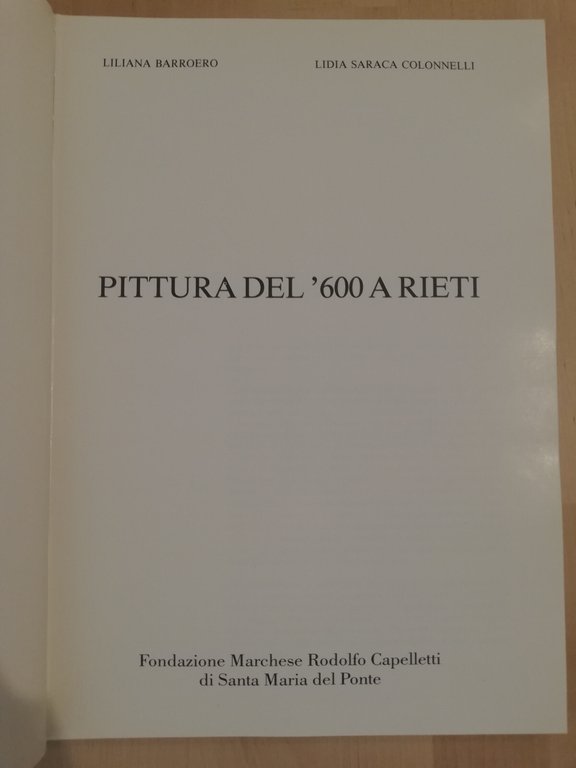 LILIANA BARROERO LIDIA SARACA COLONNELLI
PITTURA DEL '600 A RIETI
Fondazione Marchese Rodolfo Capelletti
di Santa Maria del Ponte